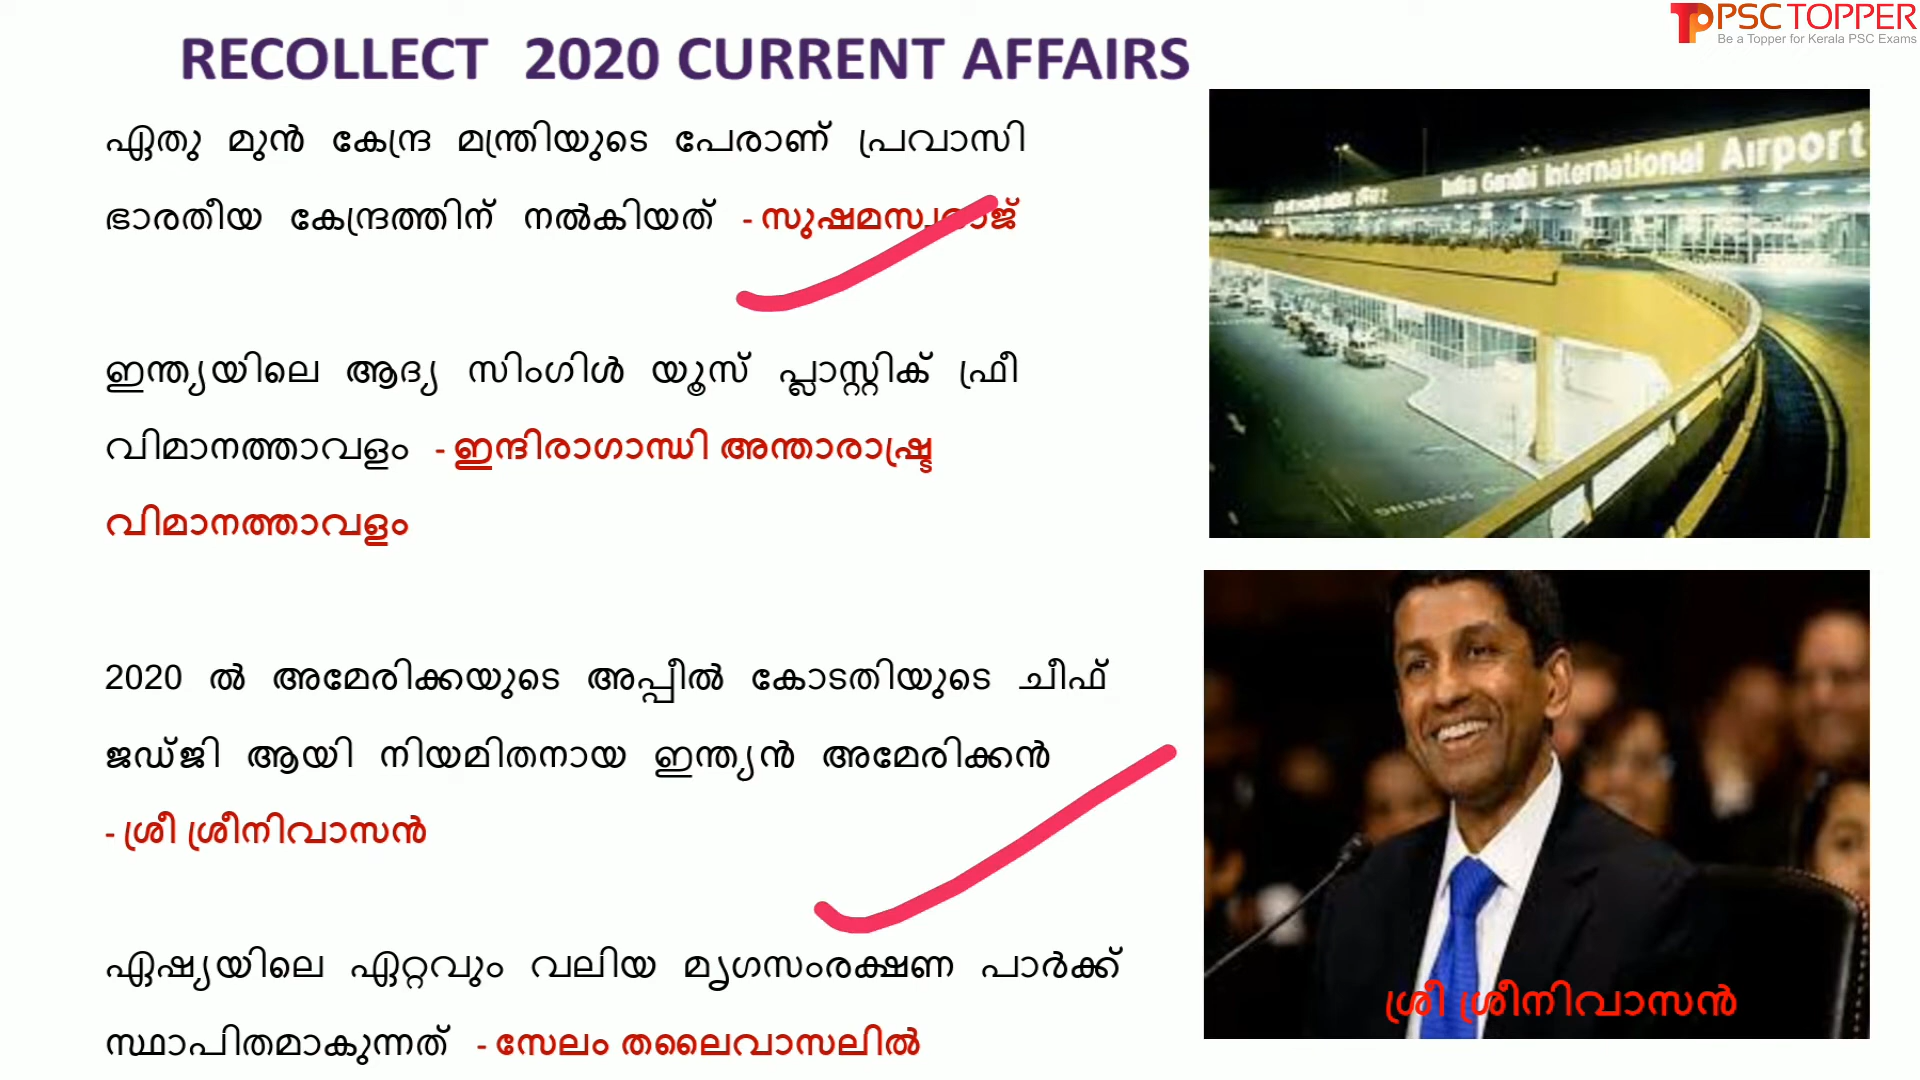 PSC TOPPER
Be a Topper for Kerala PSC Exams
RECOLLECT 2020 CURRENT AFFAIRS
ഏതു മുൻ കേന്ദ്ര മന്ത്രിയുടെ പേരാണ് പ്രവാസി
ഭാരതീയ കേന്ദ്രത്തിന് നൽകിയത് - സുഷമസ്വരാജ്
ഇന്ത്യയിലെ ആദ്യ സിംഗിൾ യൂസ് പ്ലാസ്റ്റിക് ഫ്രീ
വിമാനത്താവളം - ഇന്ദിരാഗാന്ധി അന്താരാഷ്ട്ര
വിമാനത്താവളം
2020 ൽ അമേരിക്കയുടെ അപ്പീൽ കോടതിയുടെ ചീഫ്
ജഡ്ജി ആയി നിയമിതനായ ഇന്ത്യൻ അമേരിക്കൻ
- ശ്രീ ശ്രീനിവാസൻ
ഏഷ്യയിലെ ഏറ്റവും വലിയ മൃഗസംരക്ഷണ പാർക്ക്
സ്ഥാപിതമാകുന്നത് - സേലം തലൈവാസലിൽ
Indira Gandhi International Airport
PARKING
ശ്രീ ശ്രീനിവാസൻ